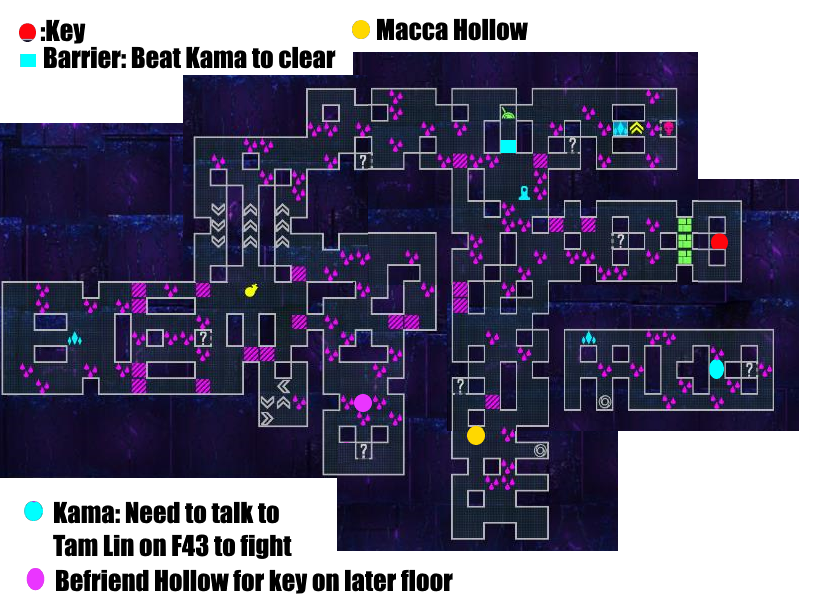 :Key
Macca Hollow
Barrier: Beat Kama to clear
?
?
?
?
?
?
?
Kama: Need to talk to
Tam Lin on F43 to fight
Befriend Hollow for key on later floor